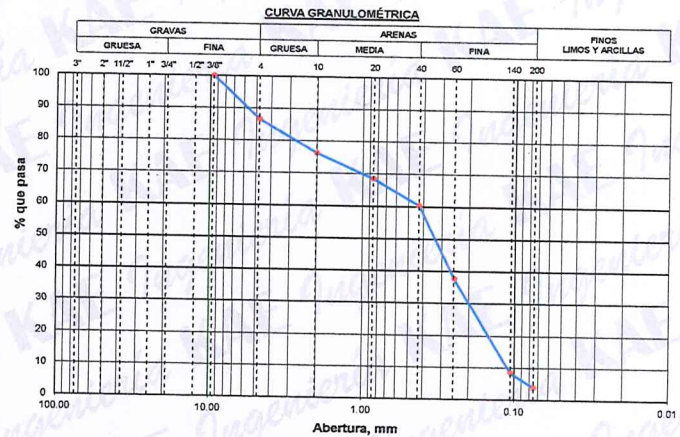 CURVA GRANULOMÉTRICA
GRAVAS ARENAS FINOS
LIMOS Y ARCILLAS
GRUESA FINA GRUESA MEDIA FINA
3" 2" 11/2" 1" 3/4" 1/2" 3/8" 4 10 20 40 60 140 200
100
90
80
70
60
50
40
30
20
10
0
% que pasa
100.00 10.00 1.00 0.10 0.01
Abertura, mm
KAE Ingeniería